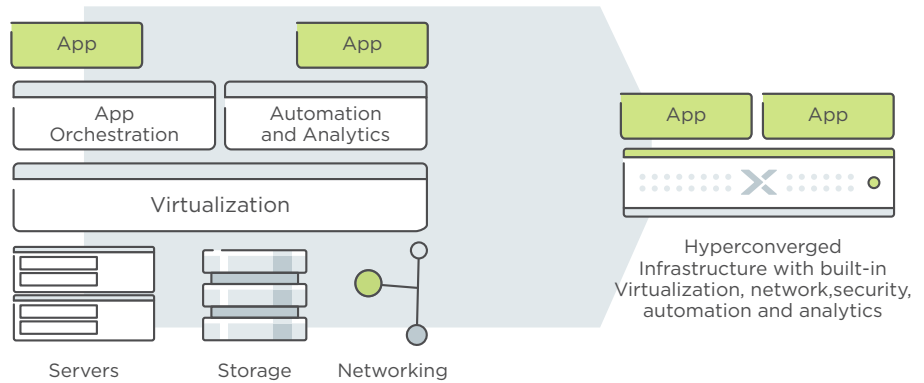 App
App
App
Orchestration
Automation
and Analytics
Virtualization
Servers
Storage
Networking
App
App
Hyperconverged
Infrastructure with built-in
Virtualization, network,security,
automation and analytics